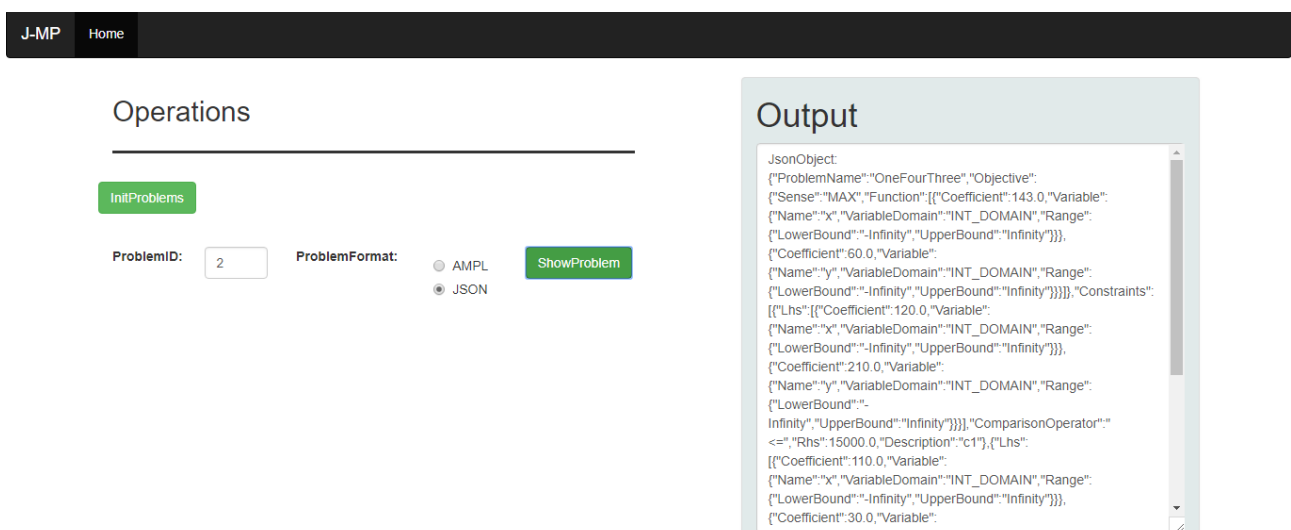 J-MP Home
Operations
InitProblems
ProblemID: 2 ProblemFormat: AMPL JSON ShowProblem
Output
JsonObject:
{"ProblemName":"OneFourThree","Objective":
{"Sense":"MAX","Function":[{"Coefficient":143.0,"Variable":
{"Name":"x","VariableDomain":"INT_DOMAIN","Range":
{"LowerBound":"-Infinity","UpperBound":"Infinity"}}},
{"Coefficient":60.0,"Variable":
{"Name":"y","VariableDomain":"INT_DOMAIN","Range":
{"LowerBound":"-Infinity","UpperBound":"Infinity"}}}]},"Constraints":
[{"Lhs":[{"Coefficient":120.0,"Variable":
{"Name":"x","VariableDomain":"INT_DOMAIN","Range":
{"LowerBound":"-Infinity","UpperBound":"Infinity"}}},
{"Coefficient":210.0,"Variable":
{"Name":"y","VariableDomain":"INT_DOMAIN","Range":
{"LowerBound":"-
Infinity","UpperBound":"Infinity"}}}],"ComparisonOperator":"
<=","Rhs":15000.0,"Description":"c1"},{"Lhs":
[{"Coefficient":110.0,"Variable":
{"Name":"x","VariableDomain":"INT_DOMAIN","Range":
{"LowerBound":"-Infinity","UpperBound":"Infinity"}}},
{"Coefficient":30.0,"Variable":